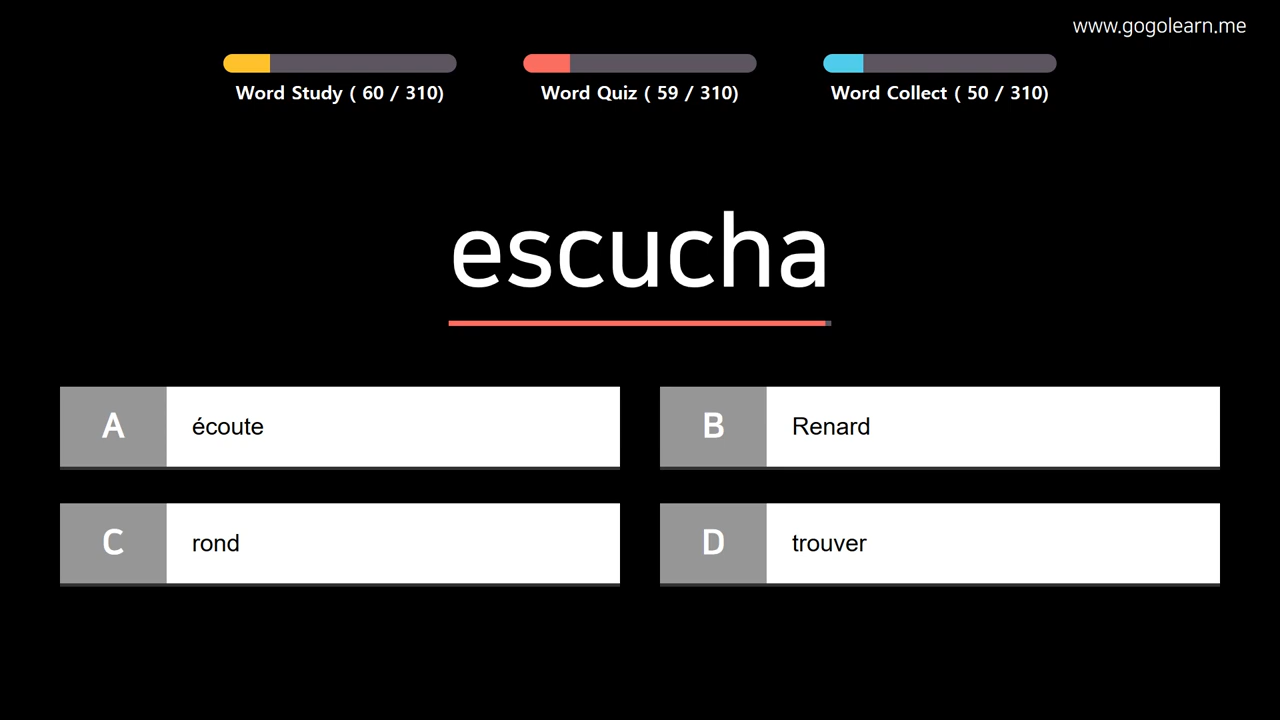 www.gogolearn.me
Word Study ( 60 / 310)
Word Quiz ( 59 / 310)
Word Collect ( 50 / 310)
escucha
A écoute
B Renard
C rond
D trouver